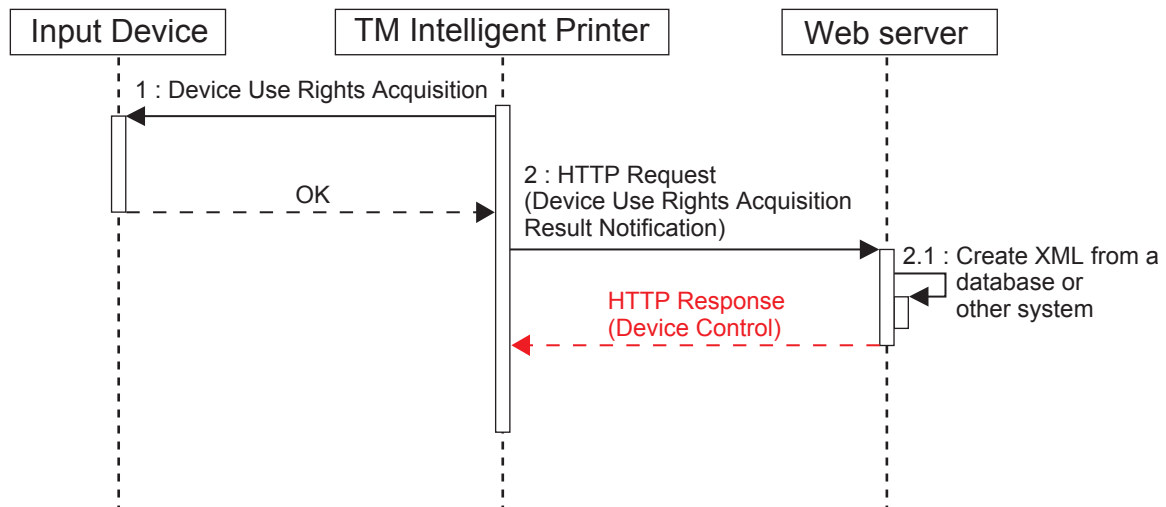 Input Device
TM Intelligent Printer
Web server
1 : Device Use Rights Acquisition
OK
2 : HTTP Request
(Device Use Rights Acquisition
Result Notification)
2.1 : Create XML from a
database or
other system
HTTP Response
(Device Control)